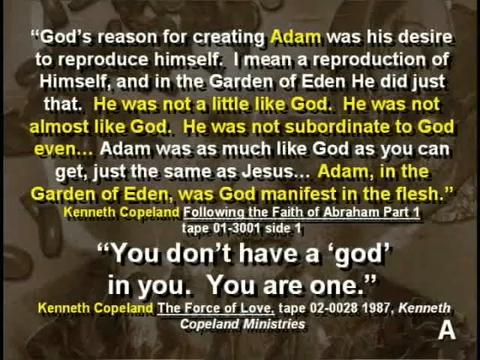 “God’s reason for creating Adam was his desire
to reproduce himself. I mean a reproduction of
Himself, and in the Garden of Eden He did just
that. He was not a little like God. He was not
almost like God. He was not subordinate to God
even… Adam was as much like God as you can
get, just the same as Jesus… Adam, in the
Garden of Eden, was God manifest in the flesh.”
Kenneth Copeland Following the Faith of Abraham Part 1
tape 01-3001 side 1
“You don’t have a ‘god’
in you. You are one.”
Kenneth Copeland The Force of Love, tape 02-0028 1987, Kenneth
Copeland Ministries
A